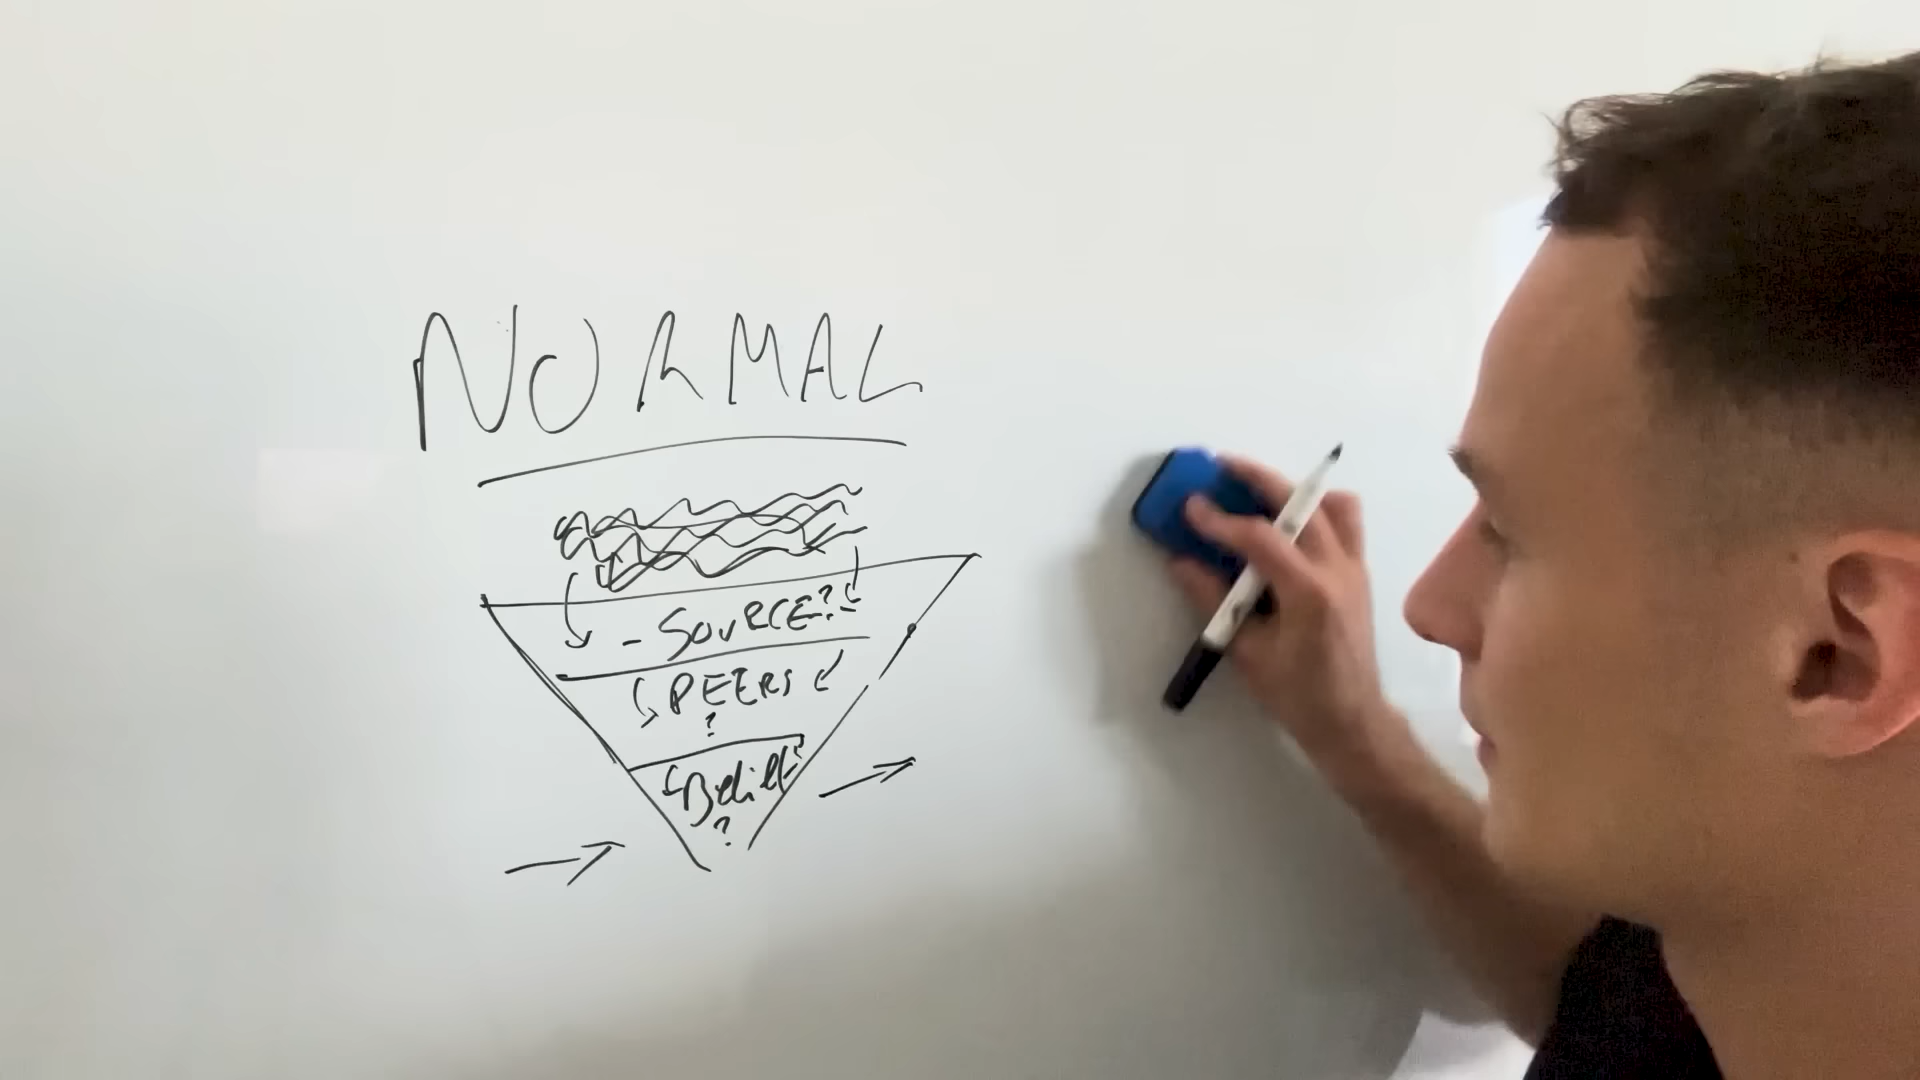 NORMAL
- SOURCE?
PEERS
?
Belief
?